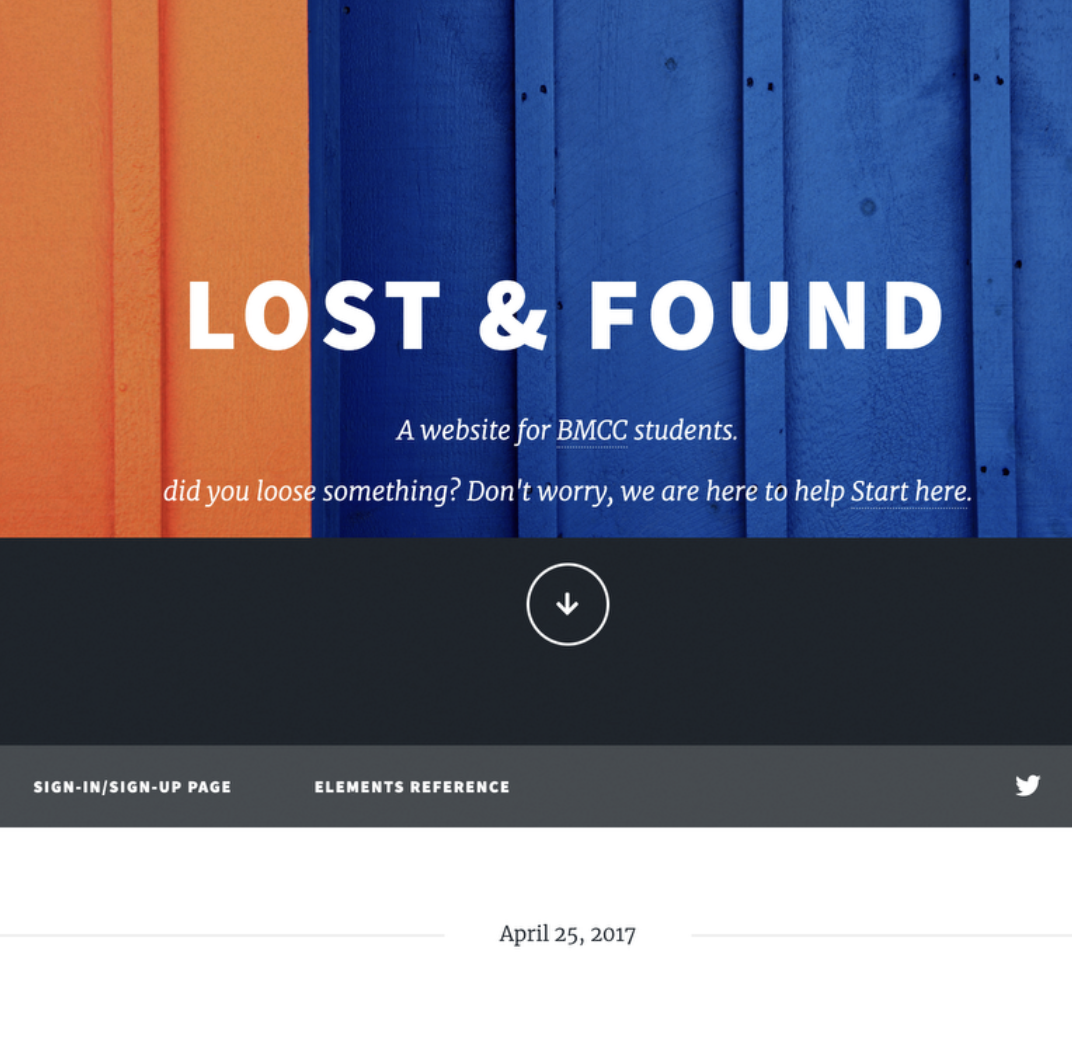 LOST & FOUND
A website for BMCC students.
did you loose something? Don't worry, we are here to help Start here.
SIGN-IN/SIGN-UP PAGE
ELEMENTS REFERENCE
April 25, 2017